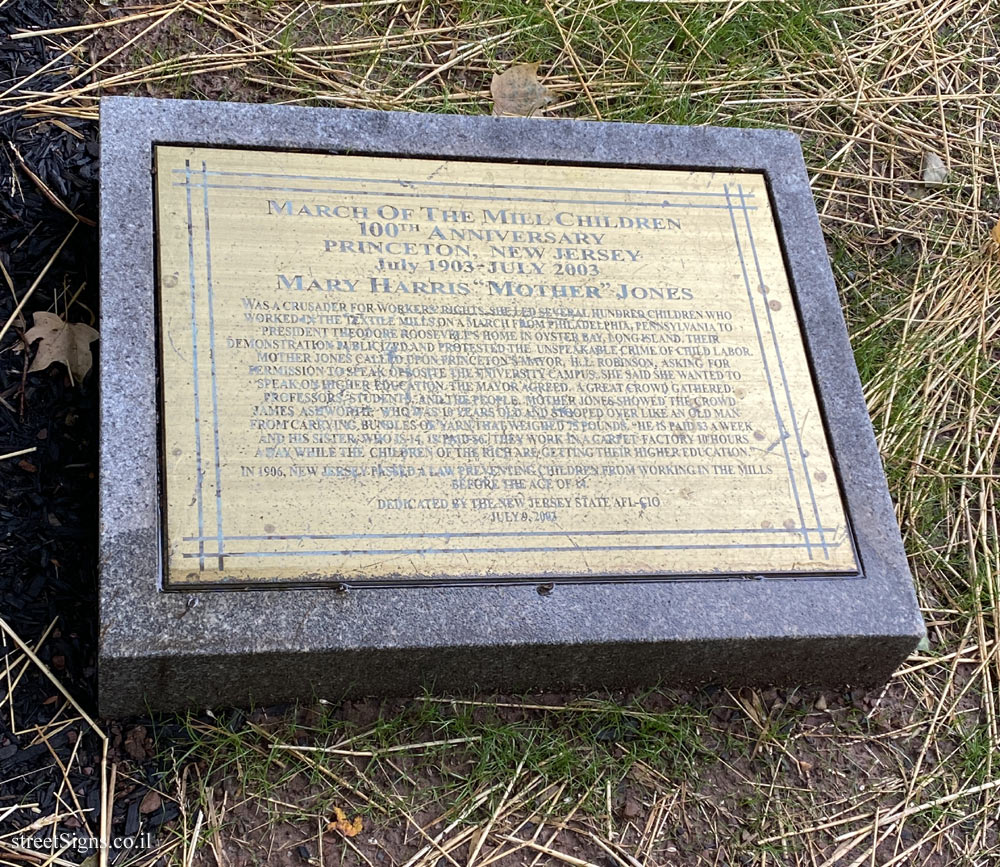 MARCH OF THE MILL CHILDREN
100TH ANNIVERSARY
PRINCETON, NEW JERSEY
July 1903-JULY 2003
MARY HARRIS "MOTHER" JONES
WAS A CRUSADER FOR WORKERS' RIGHTS. SHE LED SEVERAL HUNDRED CHILDREN WHO
WORKED IN THE TEXTILE MILLS, ON A MARCH FROM PHILADELPHIA, PENNSYLVANIA TO
PRESIDENT THEODORE ROOSEVELT'S HOME IN OYSTER BAY, LONG ISLAND. THEIR
DEMONSTRATION PUBLICIZED AND PROTESTED THE UNSPEAKABLE CRIME OF CHILD LABOR.
MOTHER JONES CALLED UPON PRINCETON'S MAYOR, H.L. ROBINSON, ASKING FOR
PERMISSION TO SPEAK OPPOSITE THE UNIVERSITY CAMPUS. SHE SAID SHE WANTED TO
SPEAK ON HIGHER EDUCATION. THE MAYOR AGREED. A GREAT CROWD GATHERED:
PROFESSORS, STUDENTS, AND THE PEOPLE. MOTHER JONES SHOWED THE CROWD
JAMES ASHWORTH, WHO WAS 10 YEARS OLD AND STOOPED OVER LIKE AN OLD MAN
FROM CARRYING BUNDLES OF YARN THAT WEIGHED 75 POUNDS. "HE IS PAID $3 A WEEK
AND HIS SISTER, WHO IS 14, IS PAID $6. THEY WORK IN A CARPET FACTORY 10 HOURS
A DAY WHILE THE CHILDREN OF THE RICH ARE GETTING THEIR HIGHER EDUCATION."
IN 1906, NEW JERSEY PASSED A LAW PREVENTING CHILDREN FROM WORKING IN THE MILLS
BEFORE THE AGE OF 14.
DEDICATED BY THE NEW JERSEY STATE AFL-CIO
JULY 9, 2003
streetSigns.co.il